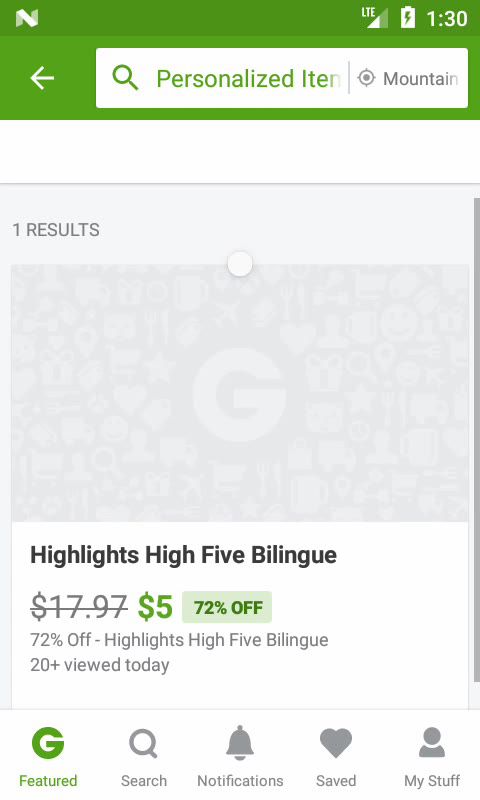 LTE 1:30
Personalized Iten Mountain
1 RESULTS
Highlights High Five Bilingue
$17.97 $5 72% OFF
72% Off - Highlights High Five Bilingue
20+ viewed today
Featured Search Notifications Saved My Stuff